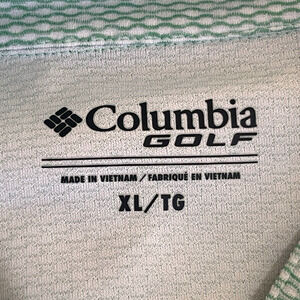 Columbia
GOLF
MADE IN VIETNAM / FABRIQUÉ EN VIETNAM
XL/TG